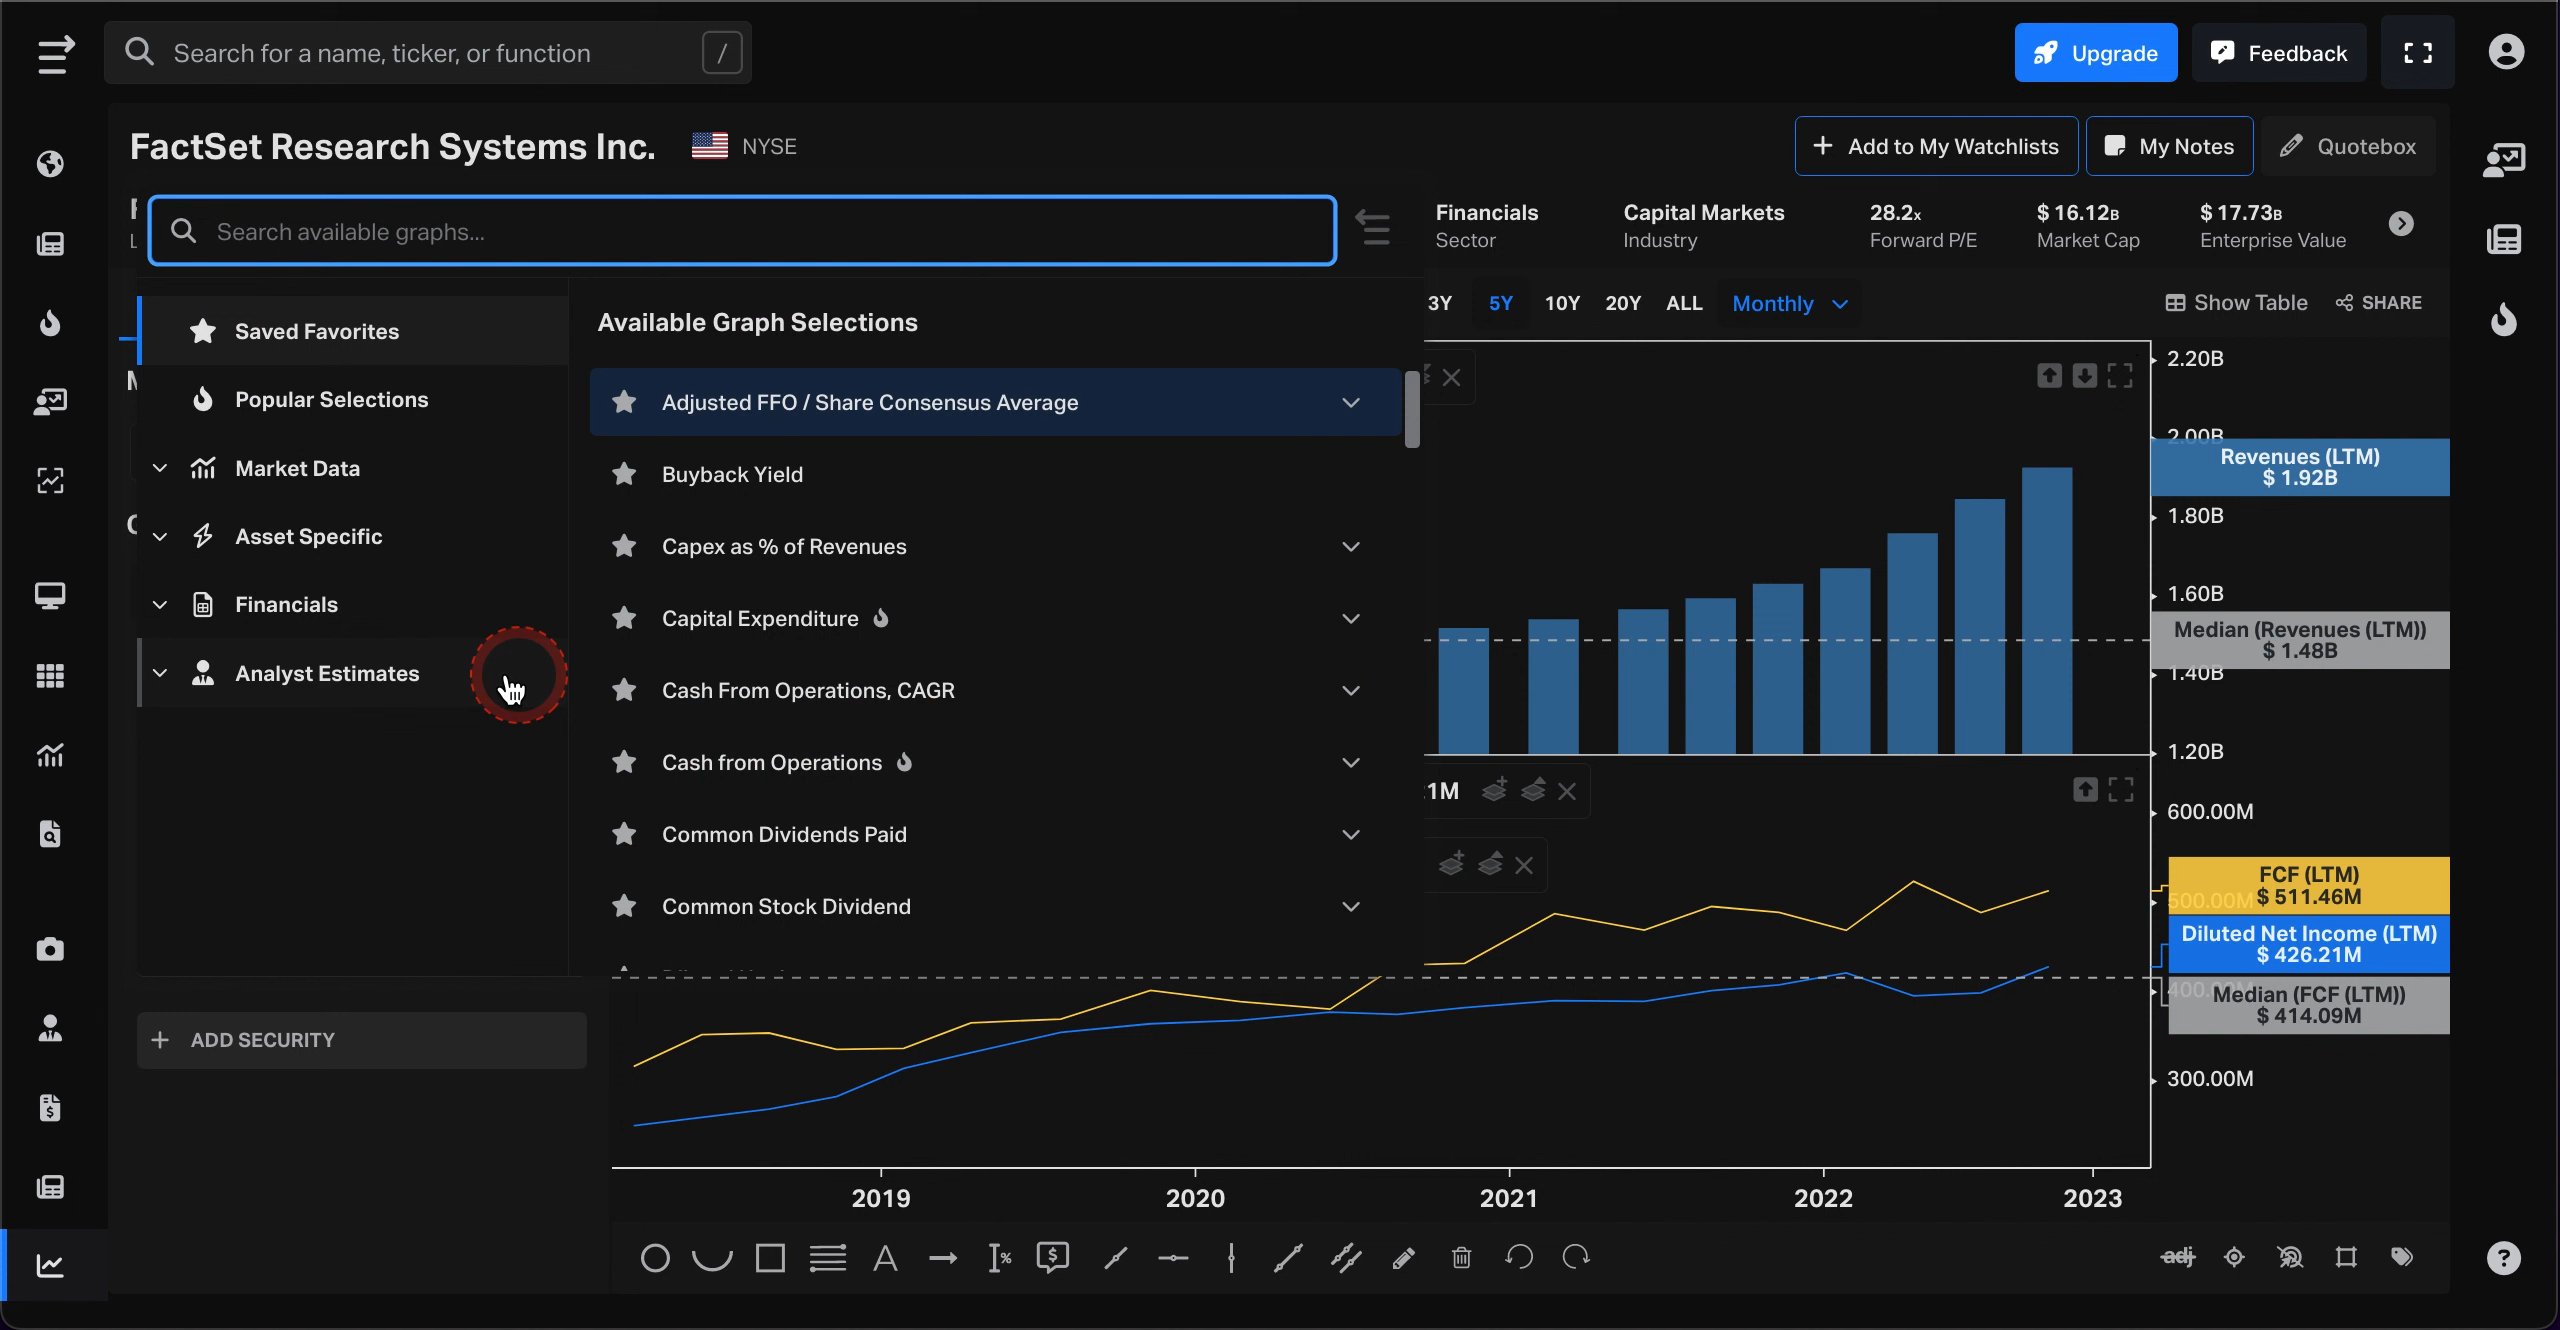 Search for a name, ticker, or function
/
Upgrade
Feedback
FactSet Research Systems Inc.
NYSE
Add to My Watchlists
My Notes
Quotebox
Search available graphs...
Financials
Sector
Capital Markets
Industry
28.2x
Forward P/E
$ 16.12B
Market Cap
$ 17.73B
Enterprise Value
3Y
5Y
10Y
20Y
ALL
Monthly
Show Table
SHARE
Saved Favorites
Popular Selections
Market Data
Asset Specific
Financials
Analyst Estimates
Available Graph Selections
Adjusted FFO / Share Consensus Average
Buyback Yield
Capex as % of Revenues
Capital Expenditure
Cash From Operations, CAGR
Cash from Operations
Common Dividends Paid
Common Stock Dividend
1M
2.20B
2.00B
Revenues (LTM)
$ 1.92B
1.80B
1.60B
Median (Revenues (LTM))
$ 1.48B
1.40B
1.20B
600.00M
FCF (LTM)
500.00M
$ 511.46M
Diluted Net Income (LTM)
$ 426.21M
Median (FCF (LTM))
$ 414.09M
300.00M
ADD SECURITY
2019
2020
2021
2022
2023
A
%
$
adj
?